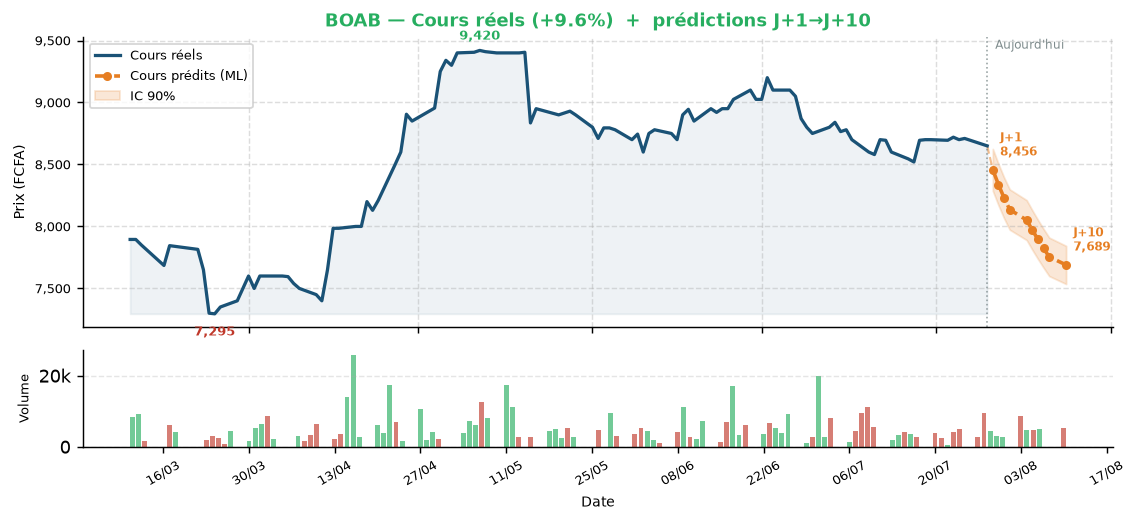 BOAB — Cours réels (+9.6%)  +  prédictions J+1→J+10
9,420
Aujourd'hui
Cours réels
Cours prédits (ML)
IC 90%
Prix (FCFA)
9,500
9,000
8,500
8,000
7,500
J+1
8,456
J+10
7,689
7,295
Volume
20k
0
16/03
30/03
13/04
27/04
11/05
25/05
08/06
22/06
06/07
20/07
03/08
17/08
Date